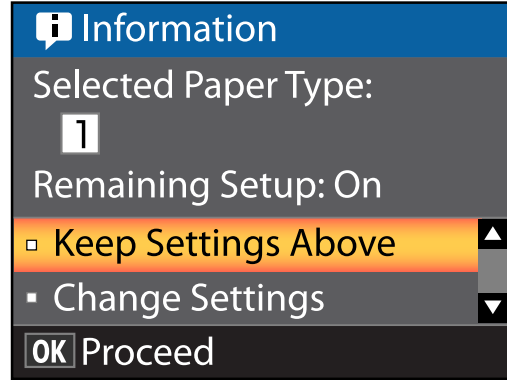 i Information
Selected Paper Type:
1
Remaining Setup: On
Keep Settings Above
Change Settings
OK Proceed